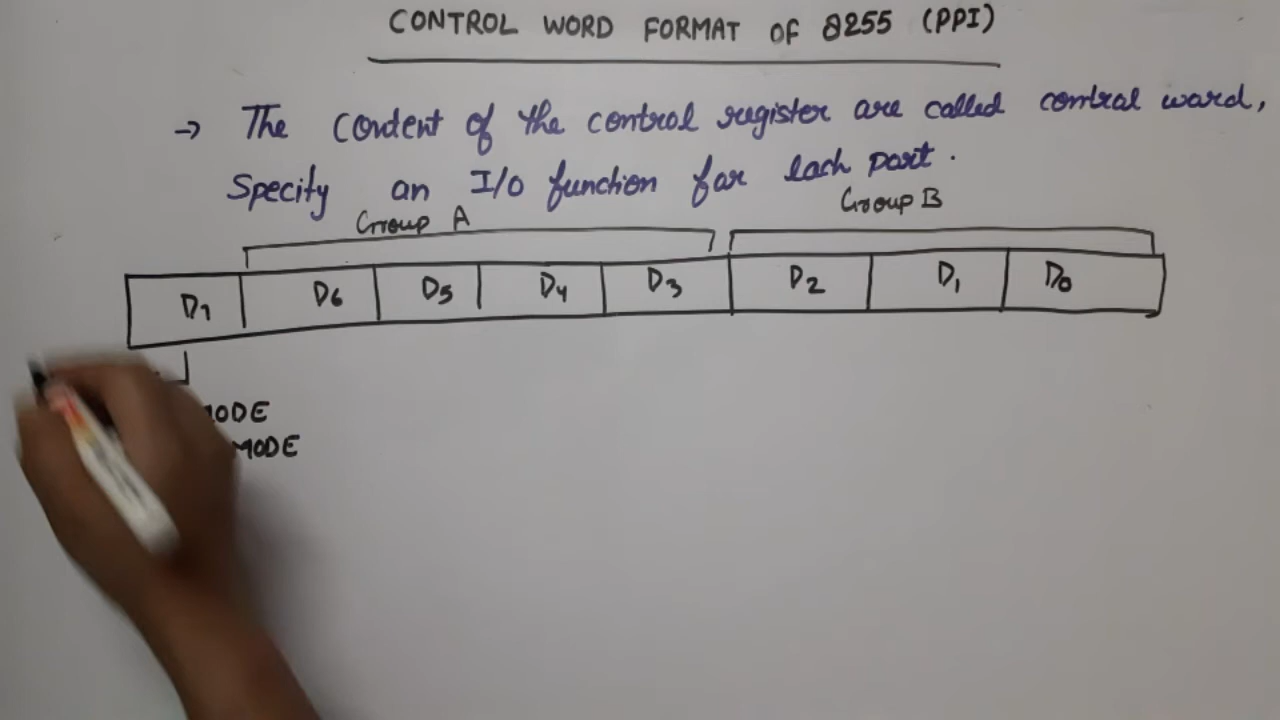 CONTROL WORD FORMAT OF 8255 (PPI)
→ The content of the control register are called control word,
Specify an I/O function for each port.
Group A Group B
D7 D6 D5 D4 D3 D2 D1 D0
MODE
MODE